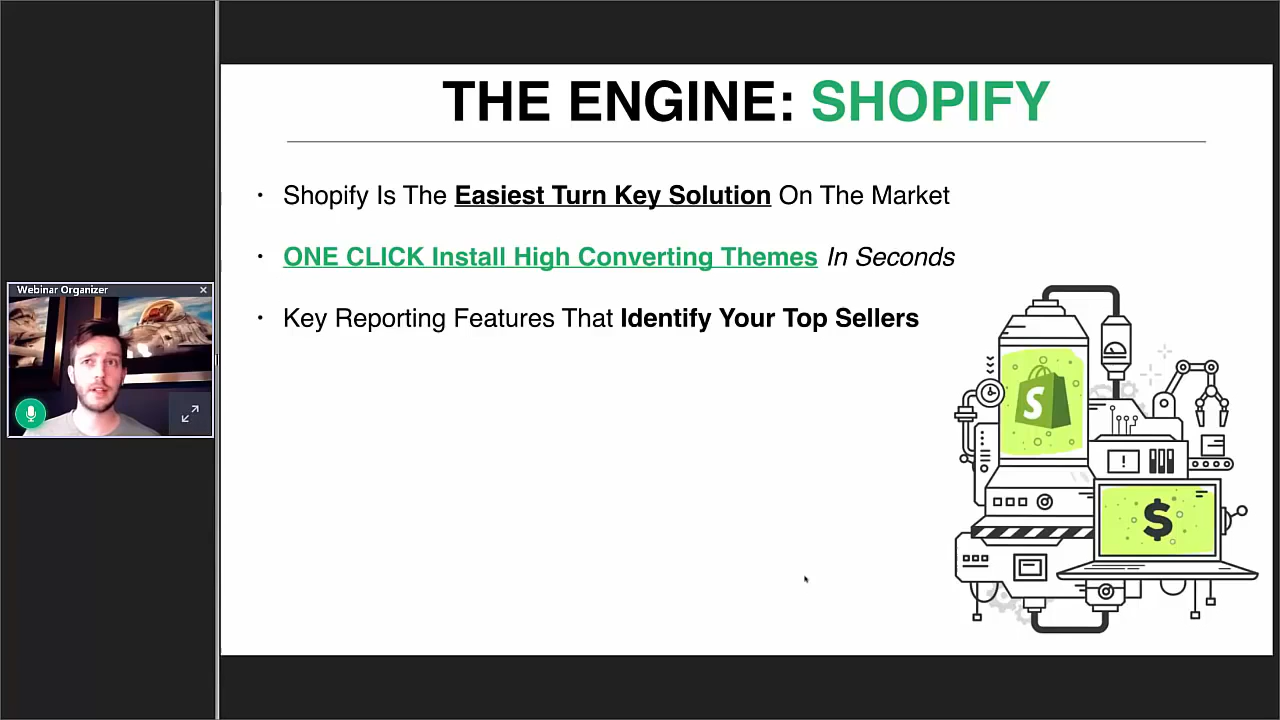 THE ENGINE: SHOPIFY
• Shopify Is The Easiest Turn Key Solution On The Market
• ONE CLICK Install High Converting Themes In Seconds
• Key Reporting Features That Identify Your Top Sellers
Webinar Organizer
S
!
$